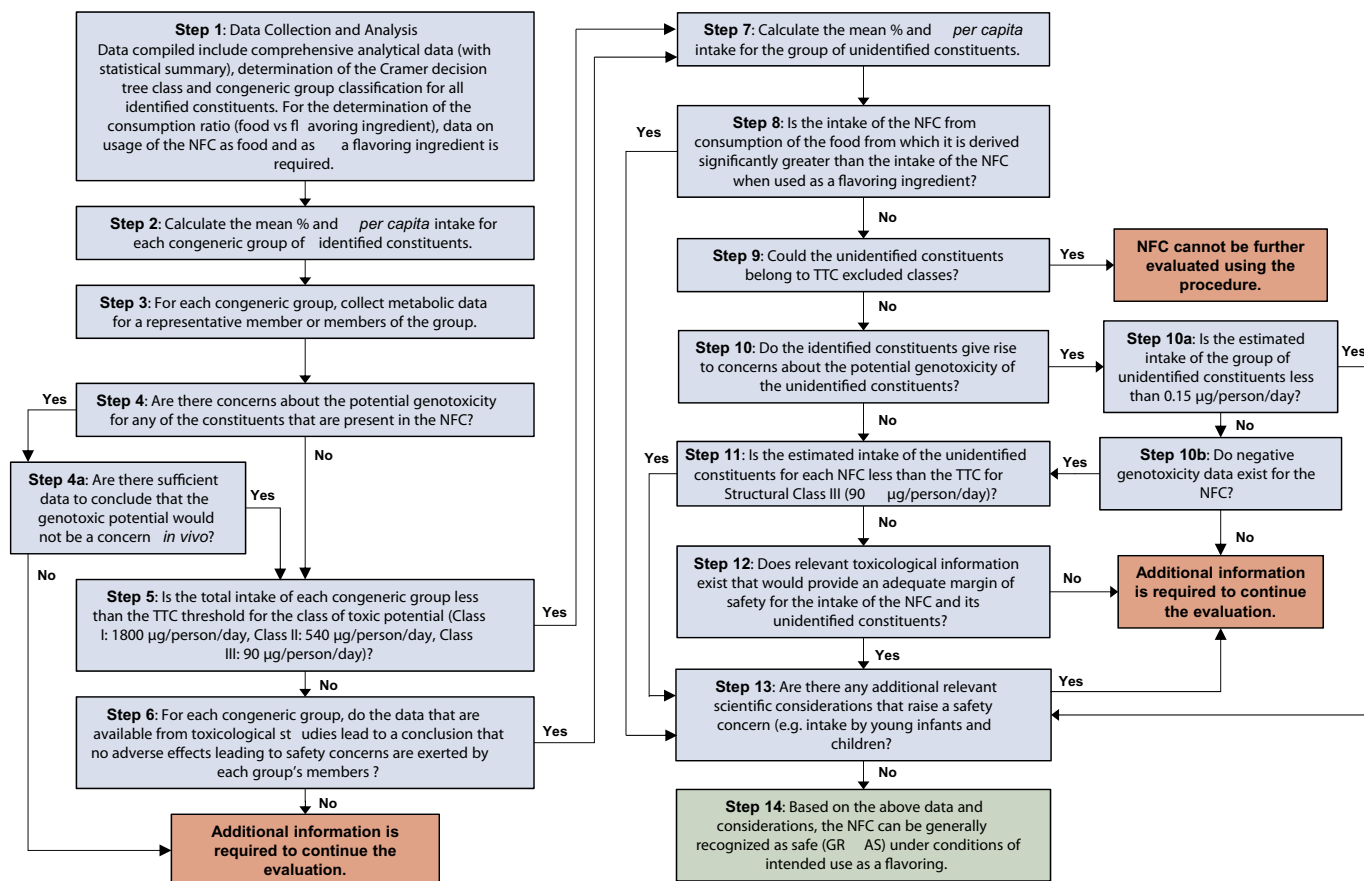 Step 1: Data Collection and Analysis
Data compiled include comprehensive analytical data (with
statistical summary), determination of the Cramer decision
tree class and congeneric group classification for all
identified constituents. For the determination of the
consumption ratio (food vs fl avoring ingredient), data on
usage of the NFC as food and as a flavoring ingredient is
required.
Step 2: Calculate the mean % and per capita intake for
each congeneric group of identified constituents.
Step 3: For each congeneric group, collect metabolic data
for a representative member or members of the group.
Step 4: Are there concerns about the potential genotoxicity
for any of the constituents that are present in the NFC?
Yes
No
Step 4a: Are there sufficient
data to conclude that the
genotoxic potential would
not be a concern in vivo?
Yes
No
Step 5: Is the total intake of each congeneric group less
than the TTC threshold for the class of toxic potential (Class
I: 1800 µg/person/day, Class II: 540 µg/person/day, Class
III: 90 µg/person/day)?
Yes
No
Step 6: For each congeneric group, do the data that are
available from toxicological st udies lead to a conclusion that
no adverse effects leading to safety concerns are exerted by
each group's members ?
Yes
No
Additional information is
required to continue the
evaluation.
Step 7: Calculate the mean % and per capita
intake for the group of unidentified constituents.
Step 8: Is the intake of the NFC from
consumption of the food from which it is derived
significantly greater than the intake of the NFC
when used as a flavoring ingredient?
Yes
No
Step 9: Could the unidentified constituents
belong to TTC excluded classes?
Yes
NFC cannot be further
evaluated using the
procedure.
No
Step 10: Do the identified constituents give rise
to concerns about the potential genotoxicity of
the unidentified constituents?
Yes
No
Step 10a: Is the estimated
intake of the group of
unidentified constituents less
than 0.15 µg/person/day?
Yes
No
Step 10b: Do negative
genotoxicity data exist for the
NFC?
Yes
No
Step 11: Is the estimated intake of the unidentified
constituents for each NFC less than the TTC for
Structural Class III (90 µg/person/day)?
Yes
No
Step 12: Does relevant toxicological information
exist that would provide an adequate margin of
safety for the intake of the NFC and its
unidentified constituents?
No
Yes
Additional information
is required to continue
the evaluation.
Step 13: Are there any additional relevant
scientific considerations that raise a safety
concern (e.g. intake by young infants and
children?
Yes
No
Step 14: Based on the above data and
considerations, the NFC can be generally
recognized as safe (GR AS) under conditions of
intended use as a flavoring.